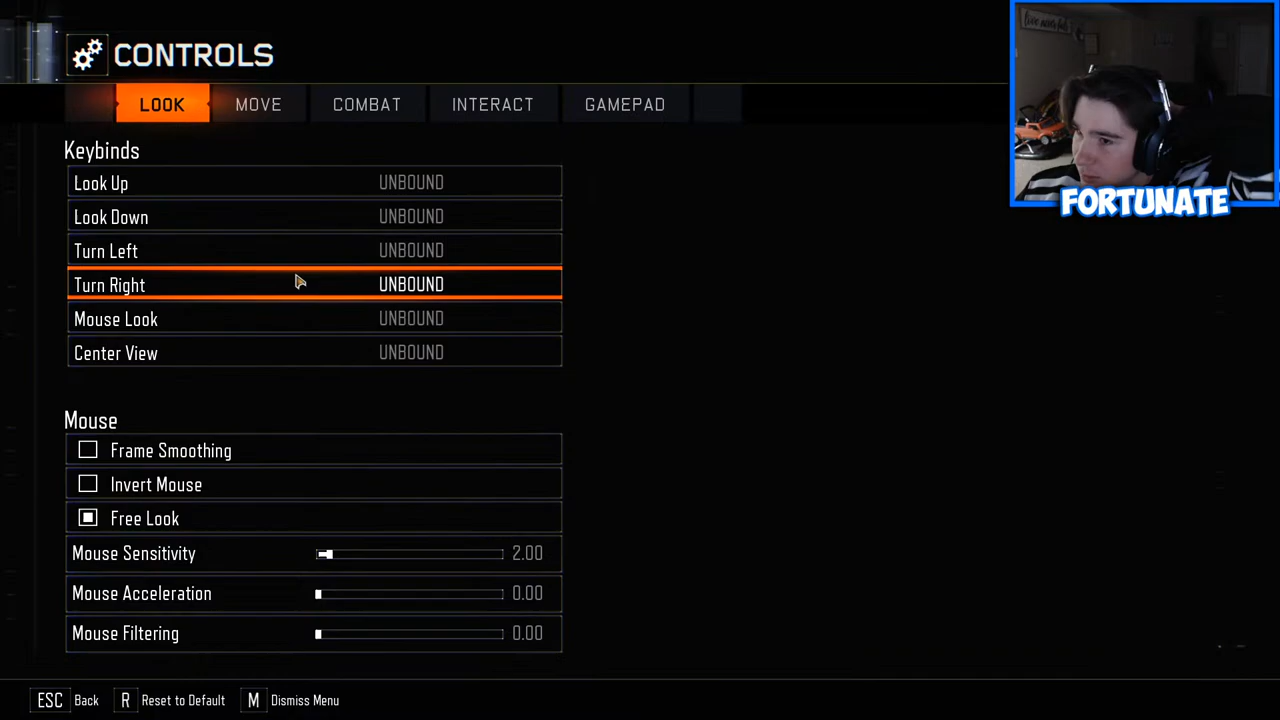 CONTROLS
LOOK MOVE COMBAT INTERACT GAMEPAD
Keybinds
Look Up UNBOUND
Look Down UNBOUND
Turn Left UNBOUND
Turn Right UNBOUND
Mouse Look UNBOUND
Center View UNBOUND
Mouse
Frame Smoothing
Invert Mouse
Free Look
Mouse Sensitivity 2.00
Mouse Acceleration 0.00
Mouse Filtering 0.00
ESC Back R Reset to Default M Dismiss Menu
FORTUNATE